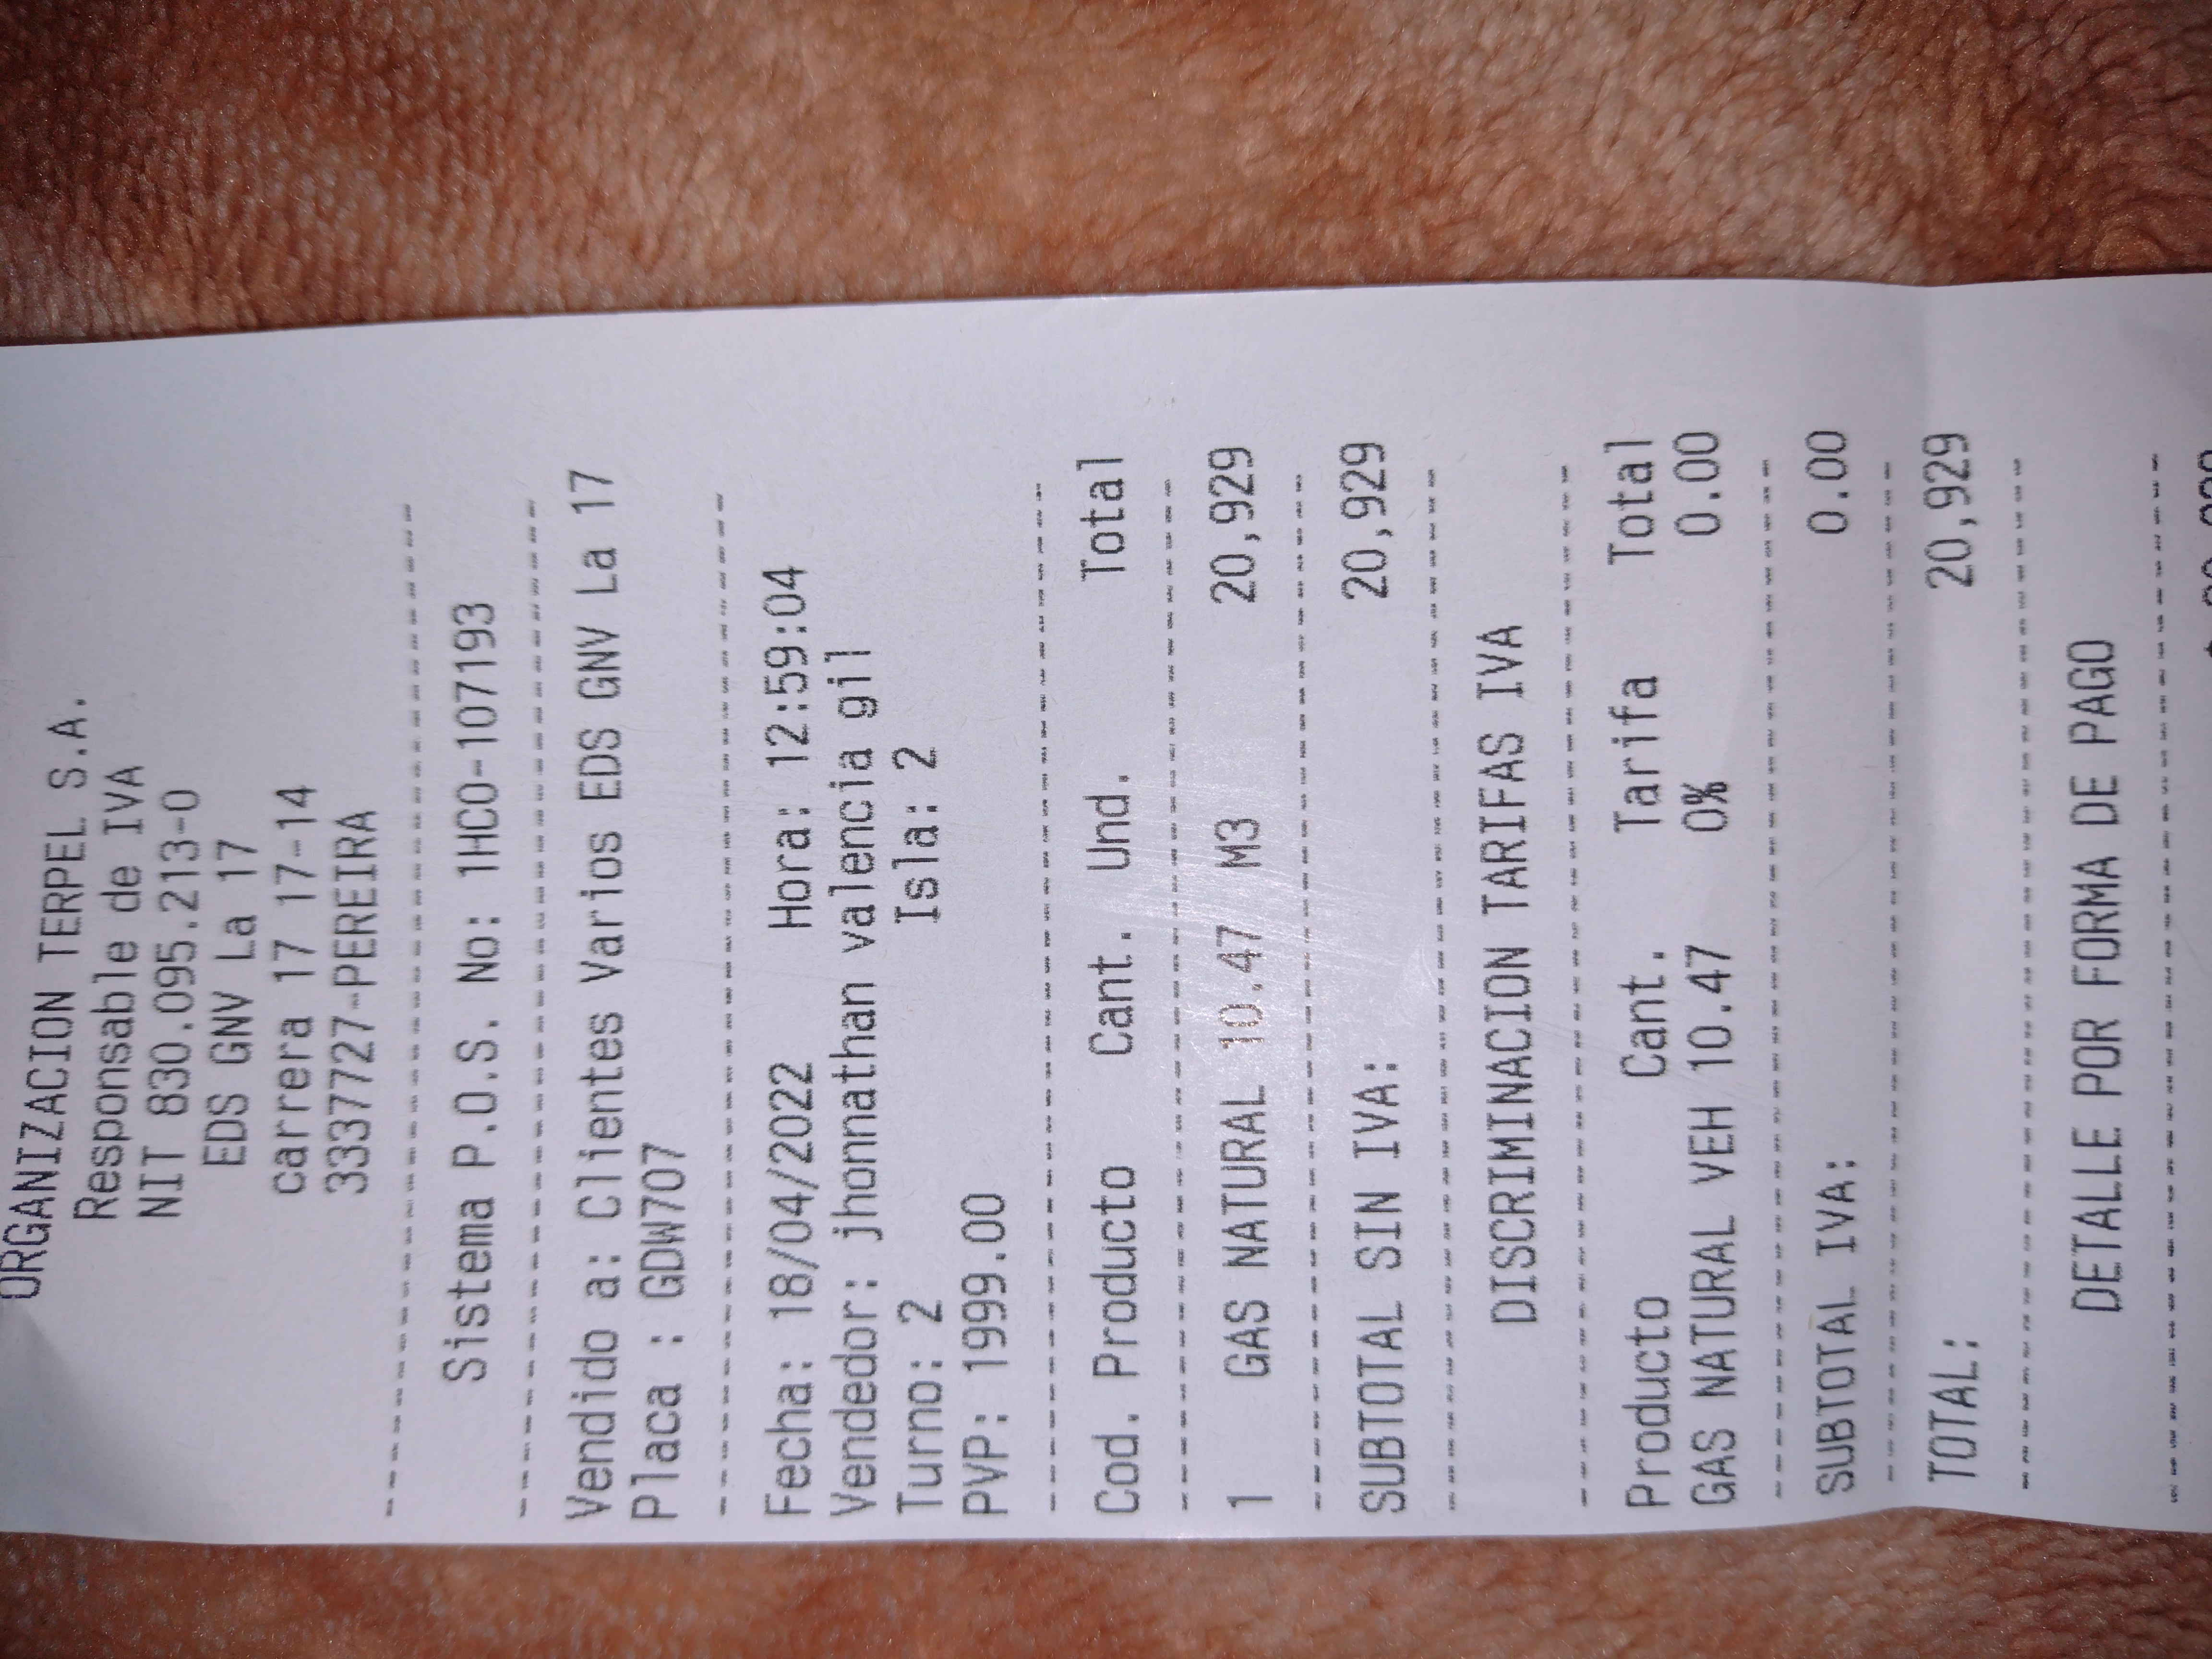 ORGANIZACION TERPEL S.A.
Responsable de IVA
NIT 830.095.213-0
EDS GNV La 17
carrera 17 17-14
3337727-PEREIRA
Sistema P.O.S. No: 1HCO-107193
Vendido a: Clientes Varios EDS GNV La 17
Placa : GDW707
Fecha: 18/04/2022 Hora: 12:59:04
Vendedor: jhonnathan valencia gil
Turno: 2 Isla: 2
PVP: 1999.00
Cod. Producto Cant. Und. Total
1 GAS NATURAL 10.47 M3 20,929
SUBTOTAL SIN IVA: 20,929
DISCRIMINACION TARIFAS IVA
Producto Cant. Tarifa Total
GAS NATURAL VEH 10.47 0% 0.00
SUBTOTAL IVA: 0.00
TOTAL: 20,929
DETALLE POR FORMA DE PAGO